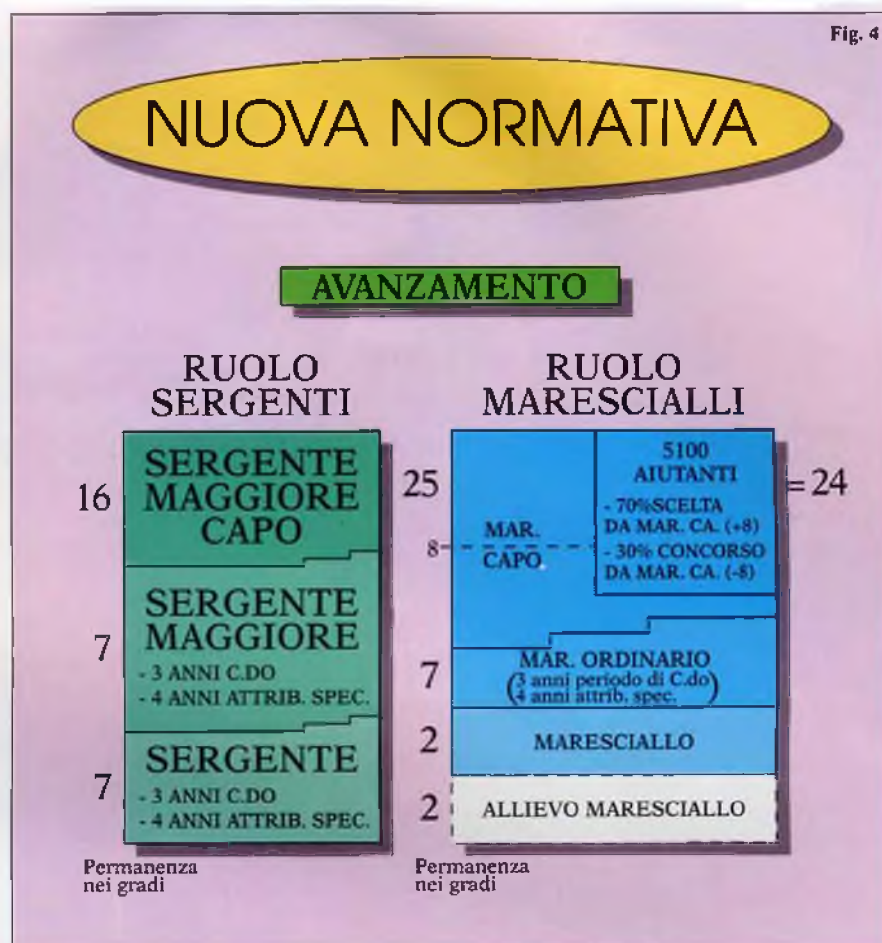 Fig. 4
NUOVA NORMATIVA
AVANZAMENTO
RUOLO
SERGENTI
16
SERGENTE
MAGGIORE
CAPO
7
SERGENTE
MAGGIORE
- 3 ANNI C.DO
- 4 ANNI ATTRIB. SPEC.
7
SERGENTE
- 3 ANNI C.DO
- 4 ANNI ATTRIB. SPEC.
Permanenza
nei gradi
RUOLO
MARESCIALLI
25
8
MAR.
CAPO
5100
AIUTANTI
- 70%SCELTA
DA MAR. CA. (+8)
- 30% CONCORSO
DA MAR. CA. (-8)
= 24
7
MAR. ORDINARIO
(3 anni periodo di C.do
4 anni attrib. spec.)
2
MARESCIALLO
2
ALLIEVO MARESCIALLO
Permanenza
nei gradi